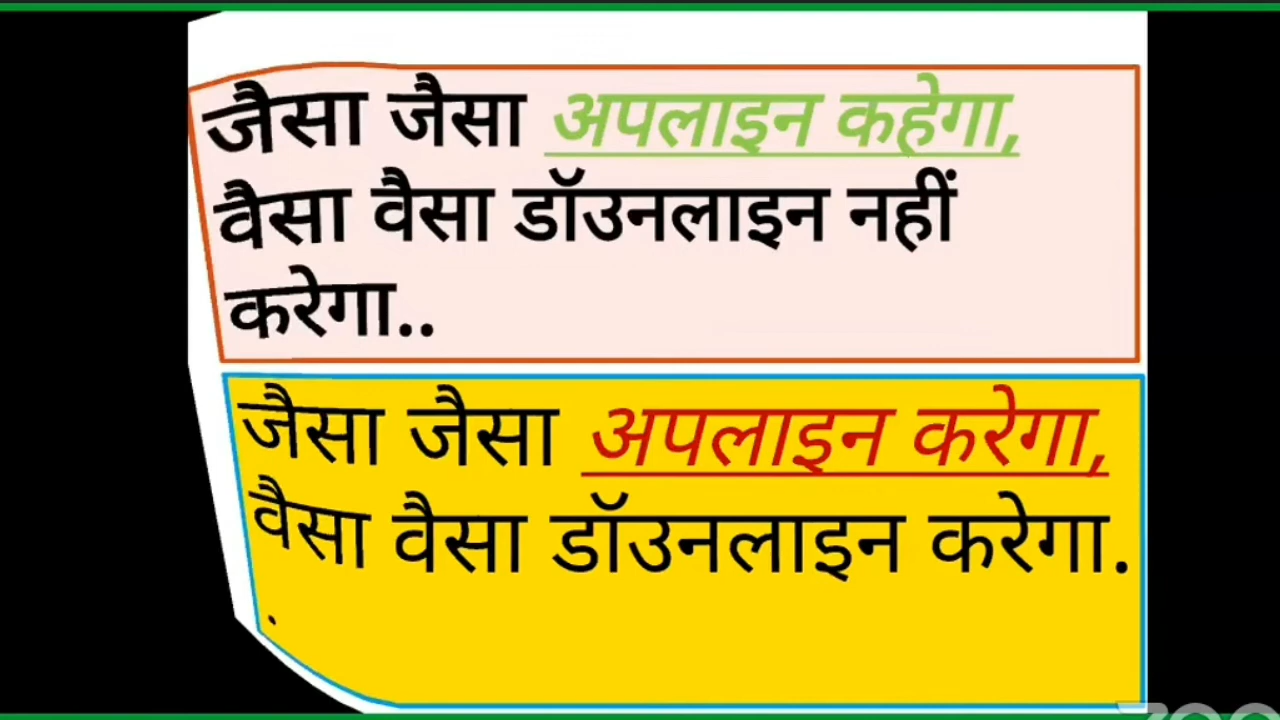 जैसा जैसा अपलाइन कहेगा,
वैसा वैसा डॉउनलाइन नहीं
करेगा..
जैसा जैसा अपलाइन करेगा,
वैसा वैसा डॉउनलाइन करेगा.
.